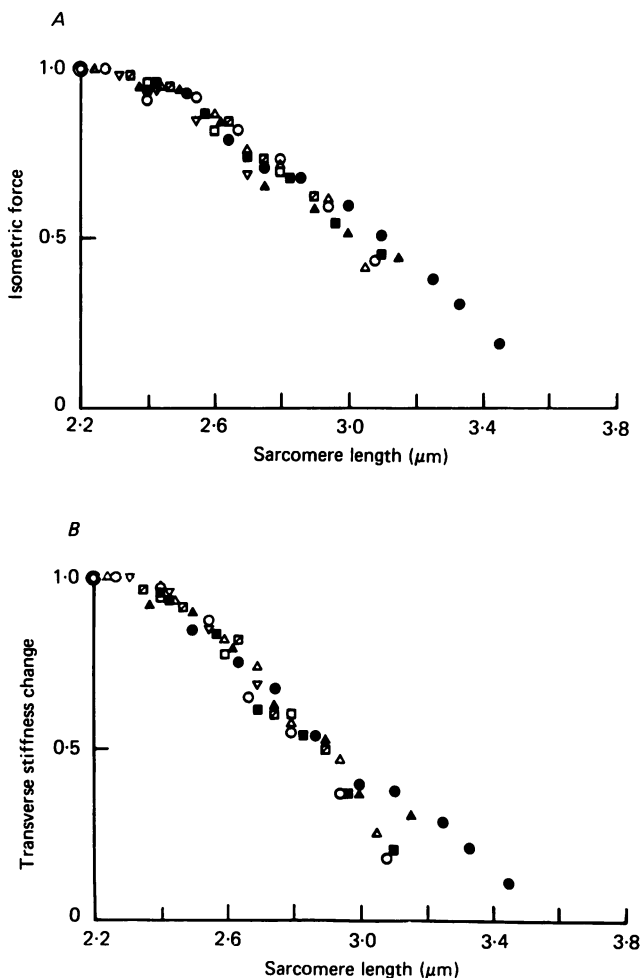 A
1·0
Isometric force
0·5
0
2·2 2·6 3·0 3·4 3·8
Sarcomere length (μm)
B
1·0
Transverse stiffness change
0·5
0
2·2 2·6 3·0 3·4 3·8
Sarcomere length (μm)